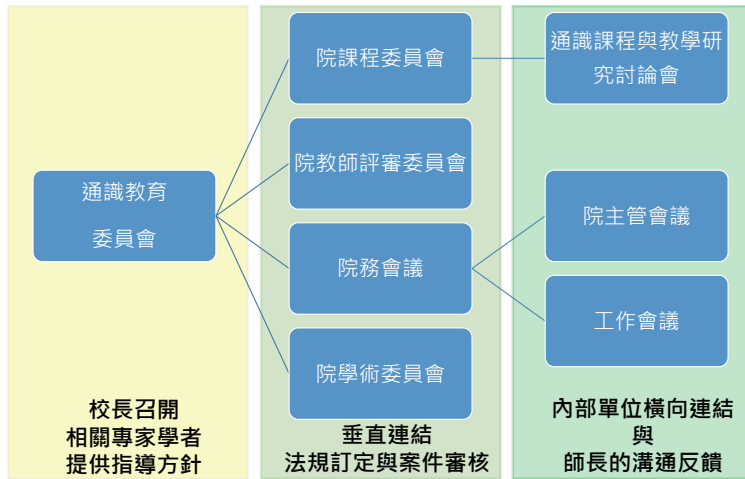 通識教育
委員會
校長召開
相關專家學者
提供指導方針
院課程委員會
院教師評審委員會
院務會議
院學術委員會
垂直連結
法規訂定與案件審核
通識課程與教學研
究討論會
院主管會議
工作會議
內部單位橫向連結
與
師長的溝通反饋